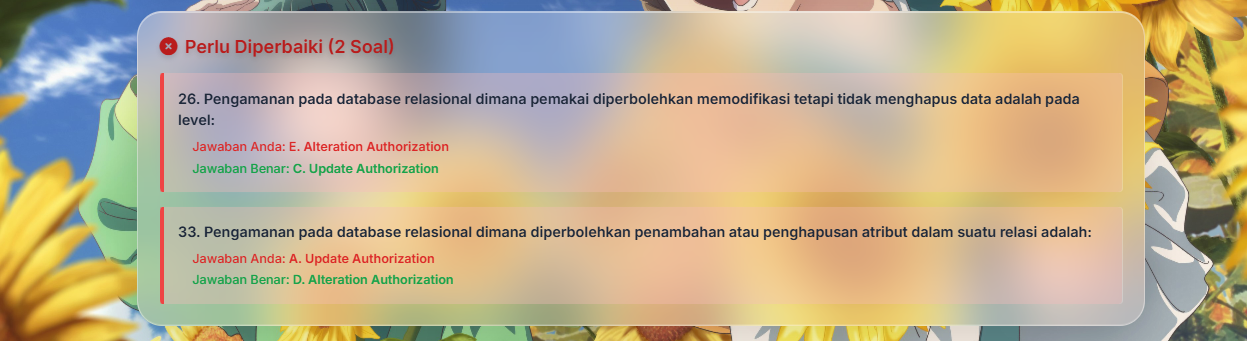 Perlu Diperbaiki (2 Soal)
26. Pengamanan pada database relasional dimana pemakai diperbolehkan memodifikasi tetapi tidak menghapus data adalah pada
level:
Jawaban Anda: E. Alteration Authorization
Jawaban Benar: C. Update Authorization
33. Pengamanan pada database relasional dimana diperbolehkan penambahan atau penghapusan atribut dalam suatu relasi adalah:
Jawaban Anda: A. Update Authorization
Jawaban Benar: D. Alteration Authorization